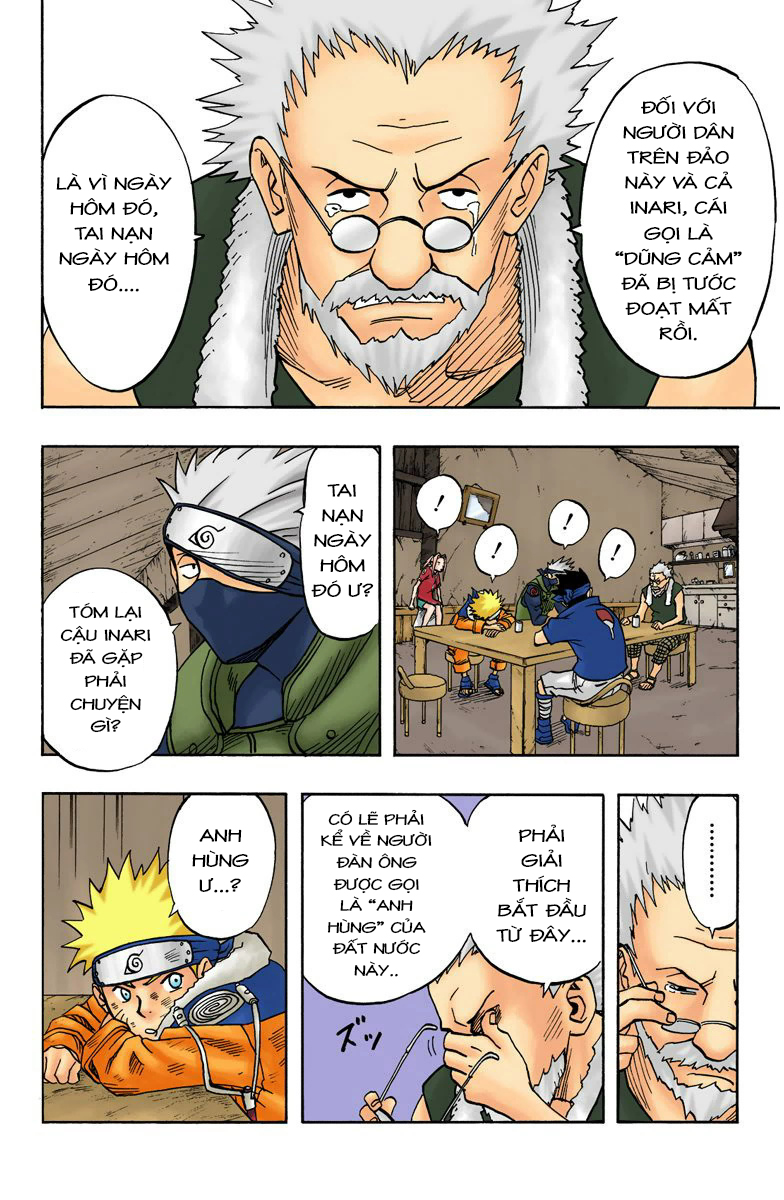 ĐỐI VỚI
NGƯỜI DÂN
TRÊN ĐẢO
NÀY VÀ CẢ
INARI, CÁI
GỌI LÀ
“DŨNG CẢM”
ĐÃ BỊ TƯỚC
ĐOẠT MẤT
RỒI.
LÀ VÌ NGÀY
HÔM ĐÓ,
TAI NẠN
NGÀY HÔM
ĐÓ....
!
!
!
!
TAI
NẠN
NGÀY
HÔM
ĐÓ Ư?
TÓM LẠI
CẬU INARI
ĐÃ GẶP
PHẢI
CHUYỆN
GÌ?
.........
PHẢI
GIẢI
THÍCH
BẮT ĐẦU
TỪ ĐÂY...
CÓ LẼ PHẢI
KỂ VỀ NGƯỜI
ĐÀN ÔNG
ĐƯỢC GỌI
LÀ “ANH
HÙNG” CỦA
ĐẤT NƯỚC
NÀY..
ズッ
ANH
HÙNG
Ư...?